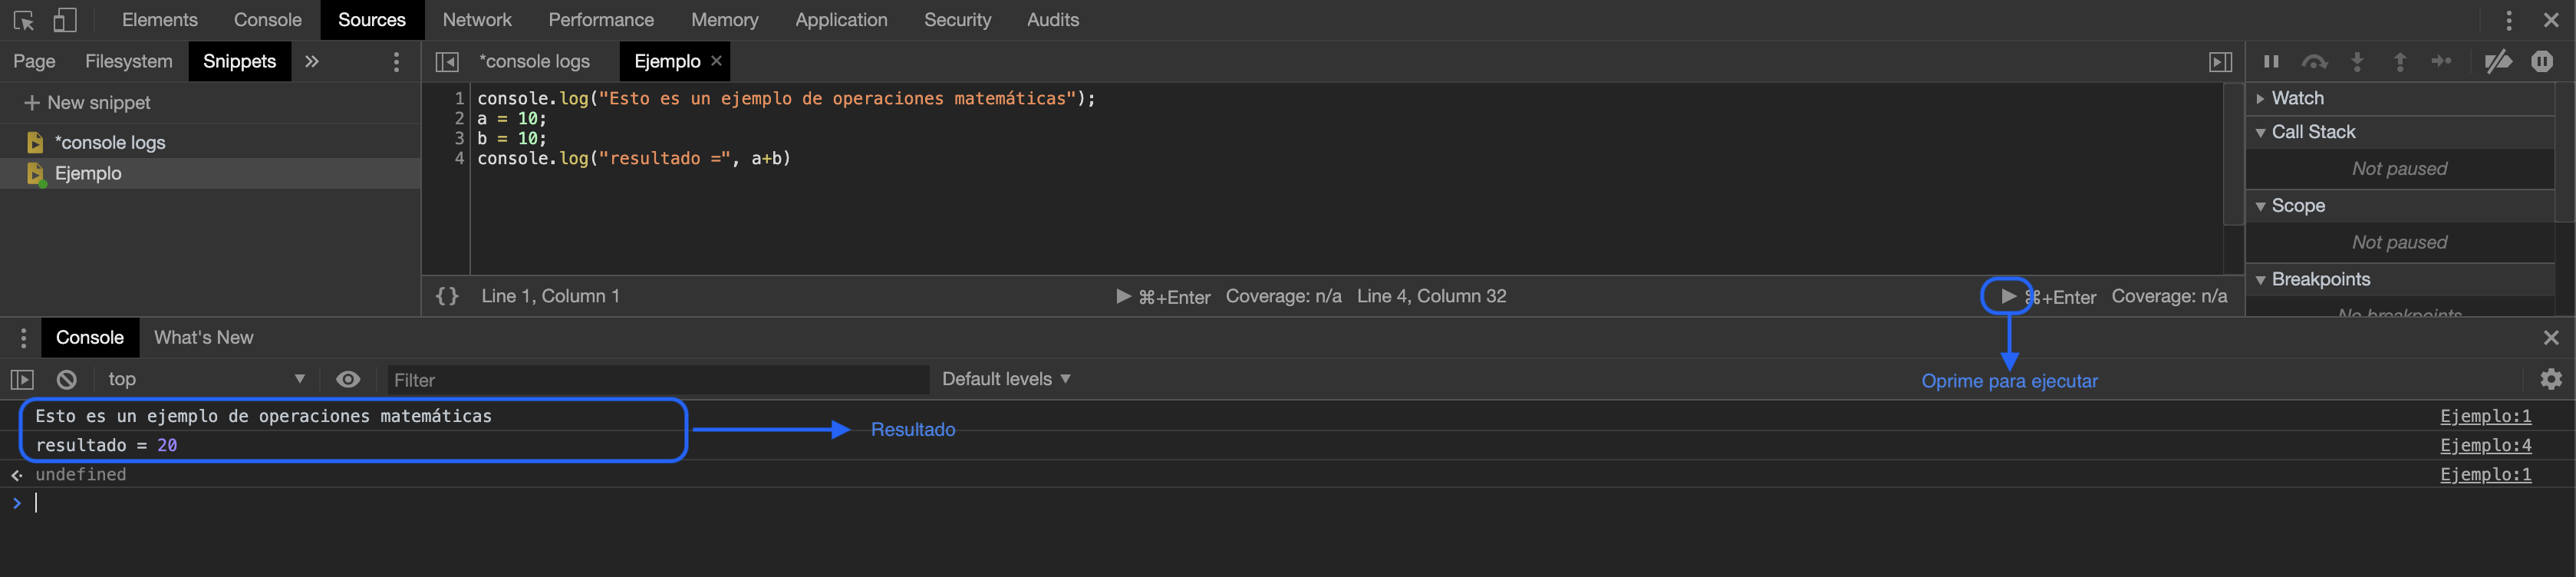 Elements Console Sources Network Performance Memory Application Security Audits
Page Filesystem Snippets »
*console logs Ejemplo ×
+ New snippet
*console logs
Ejemplo
1 console.log("Esto es un ejemplo de operaciones matemáticas");
2 a = 10;
3 b = 10;
4 console.log("resultado =", a+b)
{} Line 1, Column 1 ⌘+Enter Coverage: n/a Line 4, Column 32 ⌘+Enter Coverage: n/a
Watch
Call Stack
Not paused
Scope
Not paused
Breakpoints
No breakpoints
Console What's New
top Filter Default levels
Oprime para ejecutar
Esto es un ejemplo de operaciones matemáticas Ejemplo:1
Resultado
resultado = 20 Ejemplo:4
undefined Ejemplo:1
>